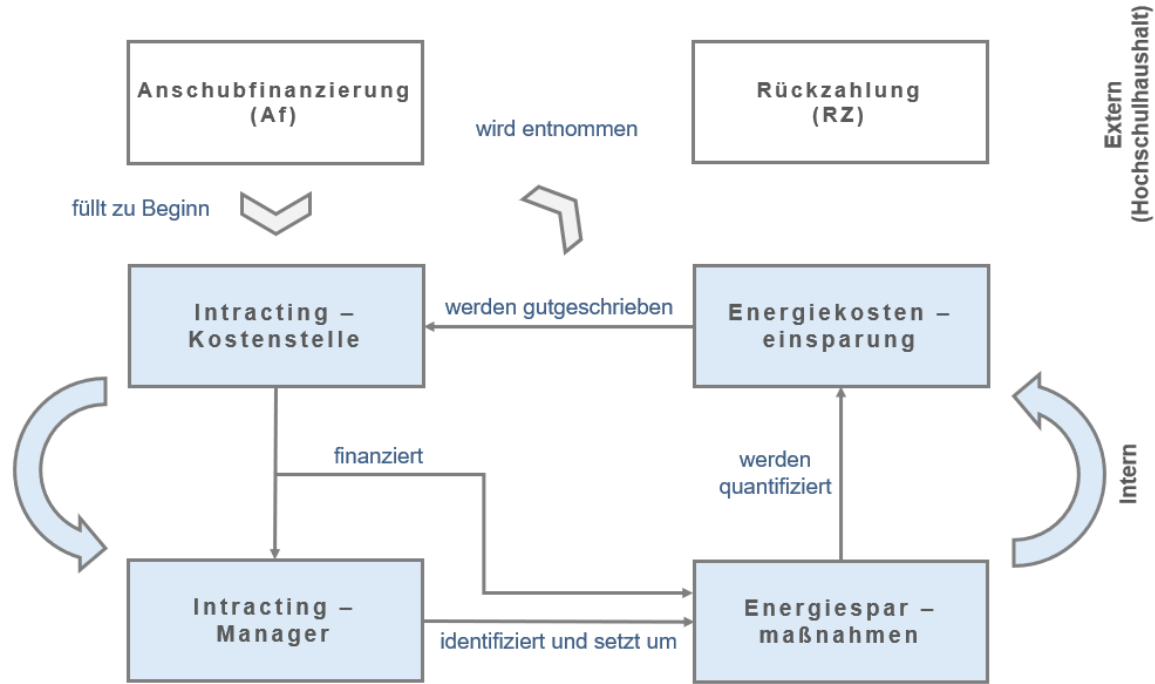 Anschubfinanzierung
(Af)
Rückzahlung
(RZ)
Extern
(Hochschulhaushalt)
wird entnommen
füllt zu Beginn
Intracting –
Kostenstelle
werden gutgeschrieben
Energiekosten –
einsparung
finanziert
werden
quantifiziert
Intern
Intracting –
Manager
identifiziert und setzt um
Energiespar –
maßnahmen